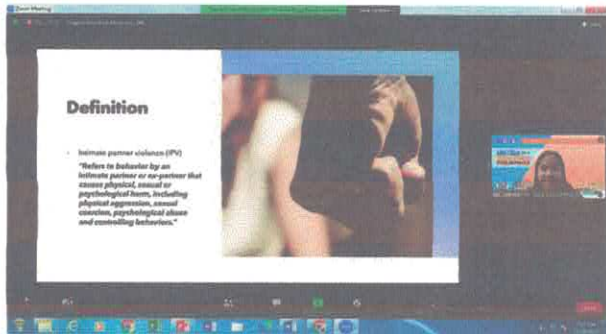 Zoom Meeting
Definition
Intimate partner violence (IPV)
"Refers to behavior by an
intimate partner or ex-partner that
causes physical, sexual or
psychological harm, including
physical aggression, sexual
coercion, psychological abuse
and controlling behaviors."